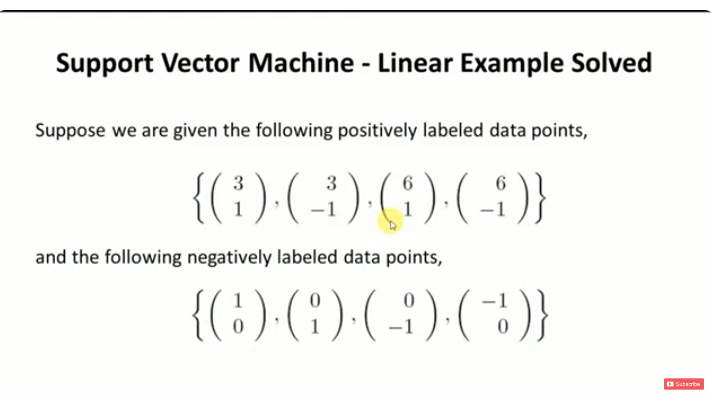 Support Vector Machine - Linear Example Solved
Suppose we are given the following positively labeled data points,
{(3 1), (3 -1), (6 1), (6 -1)}
and the following negatively labeled data points,
{(1 0), (0 1), (0 -1), (-1 0)}
Subscribe